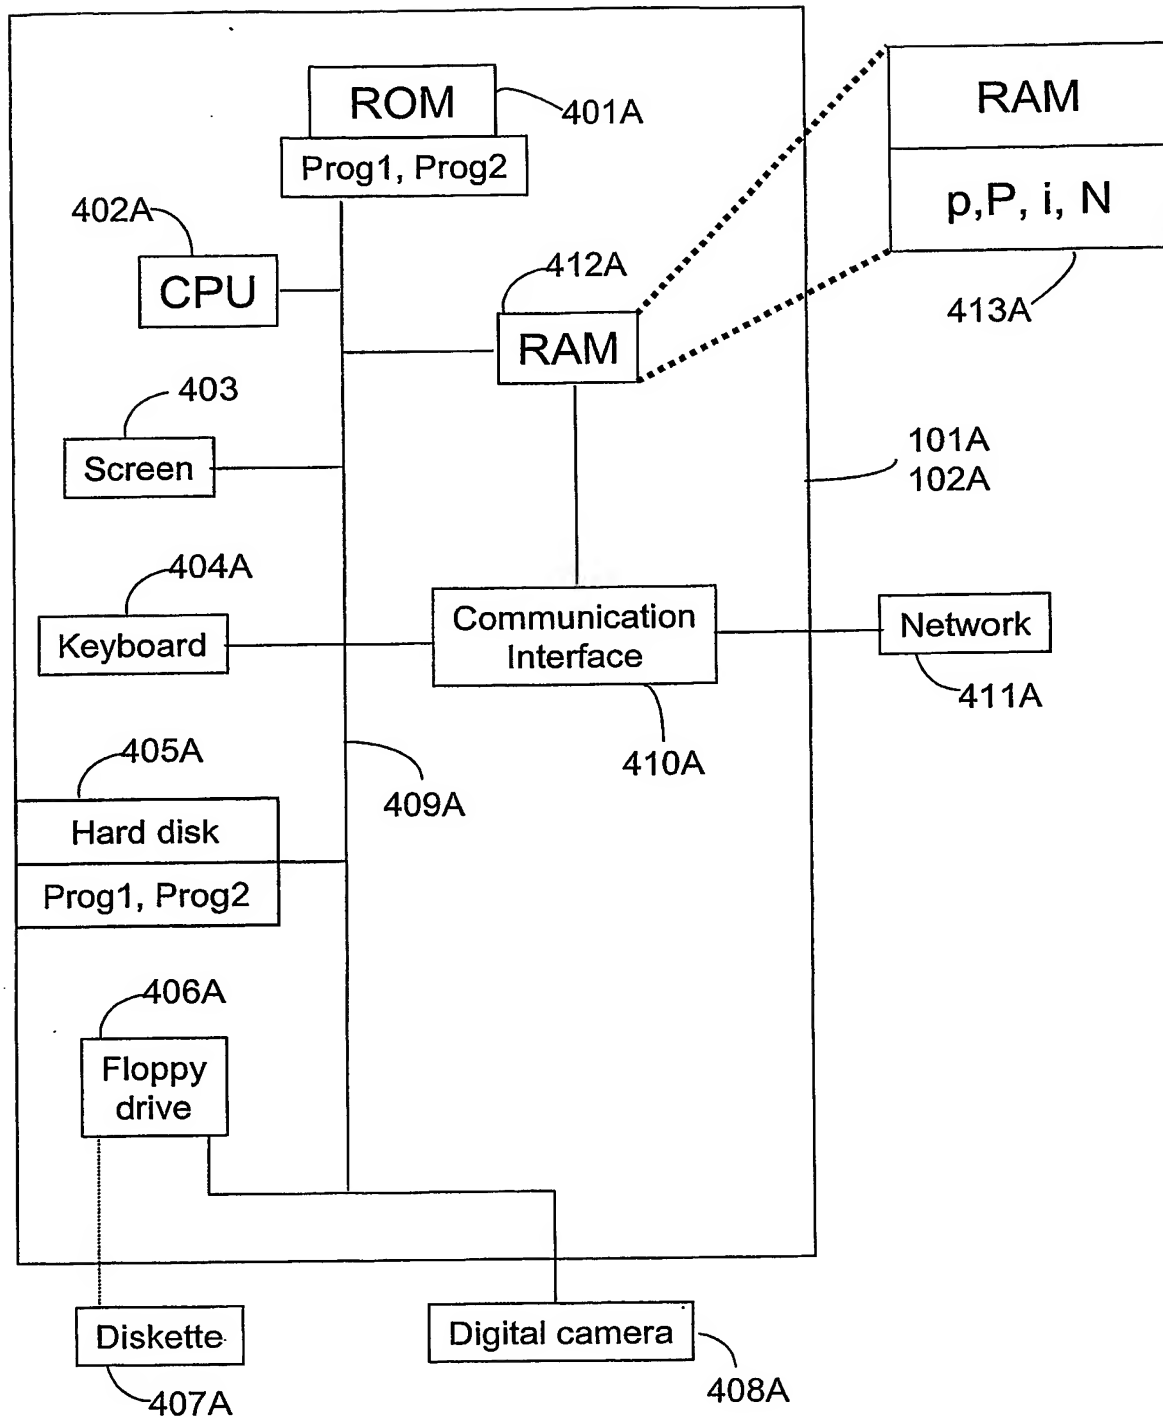 ROM
401A
RAM
Prog1, Prog2
p,P, i, N
402A
412A
CPU
413A
RAM
403
101A
Screen
102A
404A
Communication
Interface
Network
Keyboard
411A
405A
410A
409A
Hard disk
Prog1, Prog2
406A
Floppy
drive
Diskette
Digital camera
407A
408A